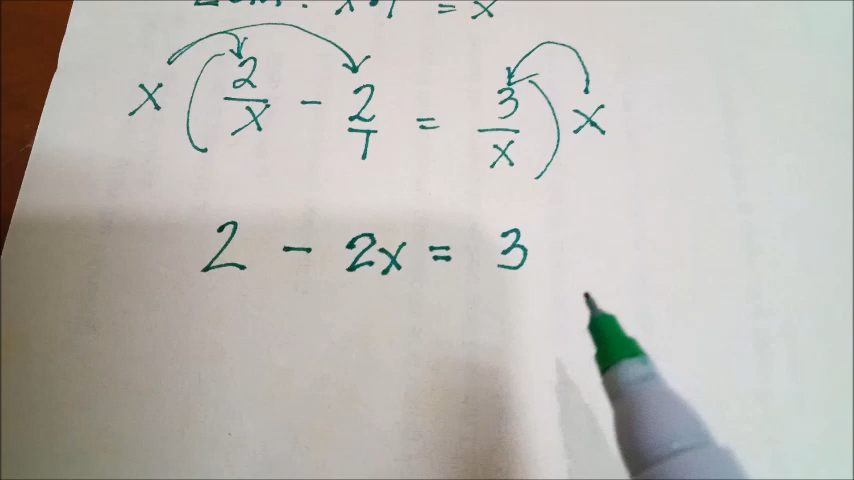 = x
x ( 2/x - 2/1 = 3/x ) x
2 - 2x = 3